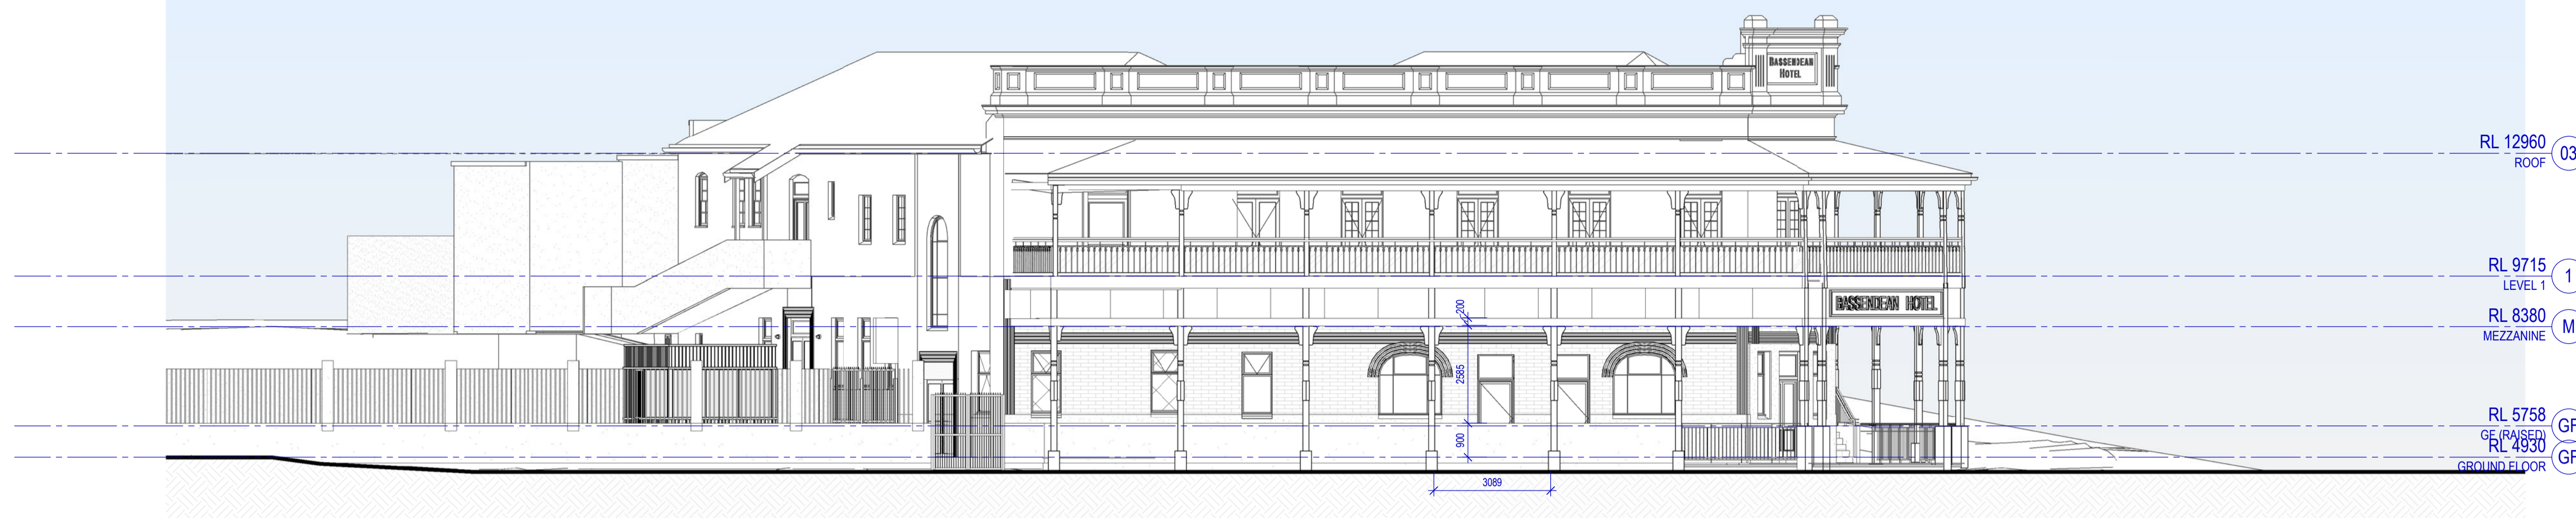 BASSENDEAN
HOTEL
RL 12960
ROOF
03
RL 9715
LEVEL 1
1
BASSENDEAN HOTEL
200
RL 8380
MEZZANINE
M
2585
RL 5758
GF (RAISED)
GF
900
RL 4930
GROUND FLOOR
GF
3089